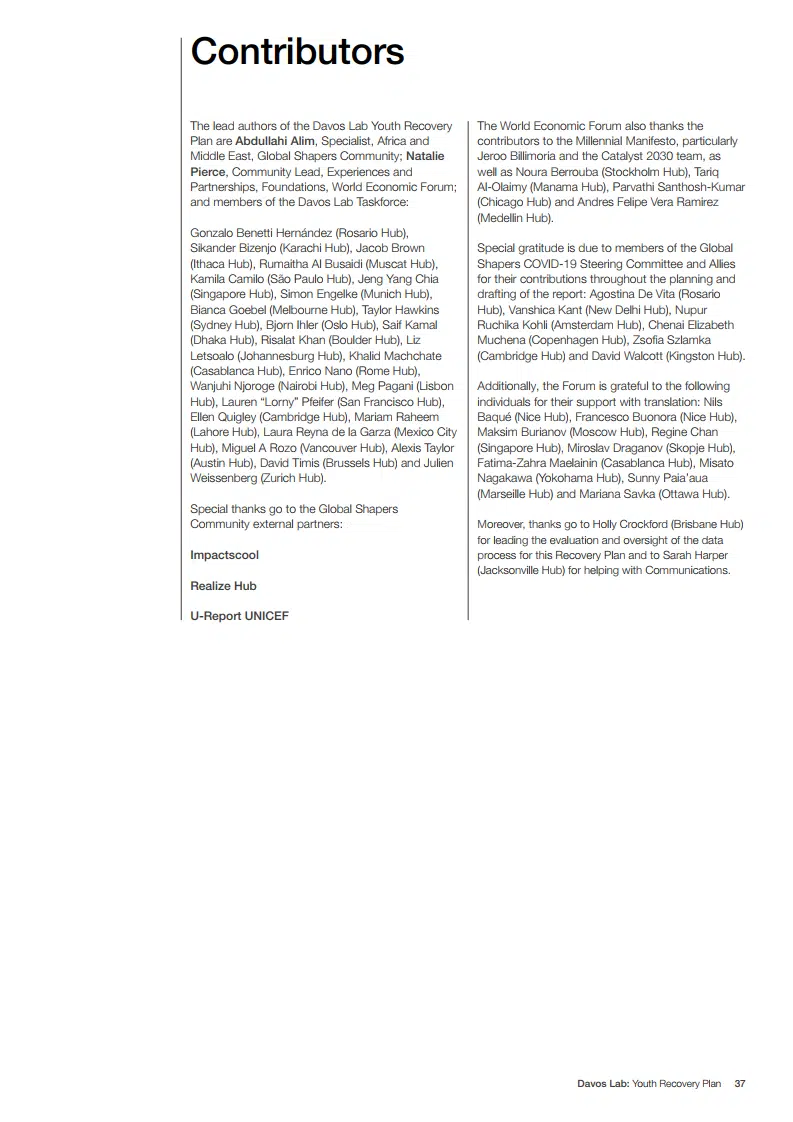 Contributors
The lead authors of the Davos Lab Youth Recovery
Plan are Abdullahi Alim, Specialist, Africa and
Middle East, Global Shapers Community; Natalie
Pierce, Community Lead, Experiences and
Partnerships, Foundations, World Economic Forum;
and members of the Davos Lab Taskforce:
Gonzalo Benetti Hernández (Rosario Hub),
Sikander Bizenjo (Karachi Hub), Jacob Brown
(Ithaca Hub), Rumaitha Al Busaidi (Muscat Hub),
Kamila Camilo (São Paulo Hub), Jeng Yang Chia
(Singapore Hub), Simon Engelke (Munich Hub),
Bianca Goebel (Melbourne Hub), Taylor Hawkins
(Sydney Hub), Bjorn Ihler (Oslo Hub), Saif Kamal
(Dhaka Hub), Risalat Khan (Boulder Hub), Liz
Letsoalo (Johannesburg Hub), Khalid Machchate
(Casablanca Hub), Enrico Nano (Rome Hub),
Wanjuhi Njoroge (Nairobi Hub), Meg Pagani (Lisbon
Hub), Lauren “Lorny” Pfeifer (San Francisco Hub),
Ellen Quigley (Cambridge Hub), Mariam Raheem
(Lahore Hub), Laura Reyna de la Garza (Mexico City
Hub), Miguel A Rozo (Vancouver Hub), Alexis Taylor
(Austin Hub), David Timis (Brussels Hub) and Julien
Weissenberg (Zurich Hub).
Special thanks go to the Global Shapers
Community external partners:
Impactscool
Realize Hub
U-Report UNICEF
The World Economic Forum also thanks the
contributors to the Millennial Manifesto, particularly
Jeroo Billimoria and the Catalyst 2030 team, as
well as Noura Berrouba (Stockholm Hub), Tariq
Al-Olaimy (Manama Hub), Parvathi Santhosh-Kumar
(Chicago Hub) and Andres Felipe Vera Ramirez
(Medellin Hub).
Special gratitude is due to members of the Global
Shapers COVID-19 Steering Committee and Allies
for their contributions throughout the planning and
drafting of the report: Agostina De Vita (Rosario
Hub), Vanshica Kant (New Delhi Hub), Nupur
Ruchika Kohli (Amsterdam Hub), Chenai Elizabeth
Muchena (Copenhagen Hub), Zsofia Szlamka
(Cambridge Hub) and David Walcott (Kingston Hub).
Additionally, the Forum is grateful to the following
individuals for their support with translation: Nils
Baqué (Nice Hub), Francesco Buonora (Nice Hub),
Maksim Burianov (Moscow Hub), Regine Chan
(Singapore Hub), Miroslav Draganov (Skopje Hub),
Fatima-Zahra Maelainin (Casablanca Hub), Misato
Nagakawa (Yokohama Hub), Sunny Paia’aua
(Marseille Hub) and Mariana Savka (Ottawa Hub).
Moreover, thanks go to Holly Crockford (Brisbane Hub)
for leading the evaluation and oversight of the data
process for this Recovery Plan and to Sarah Harper
(Jacksonville Hub) for helping with Communications.
Davos Lab: Youth Recovery Plan 37